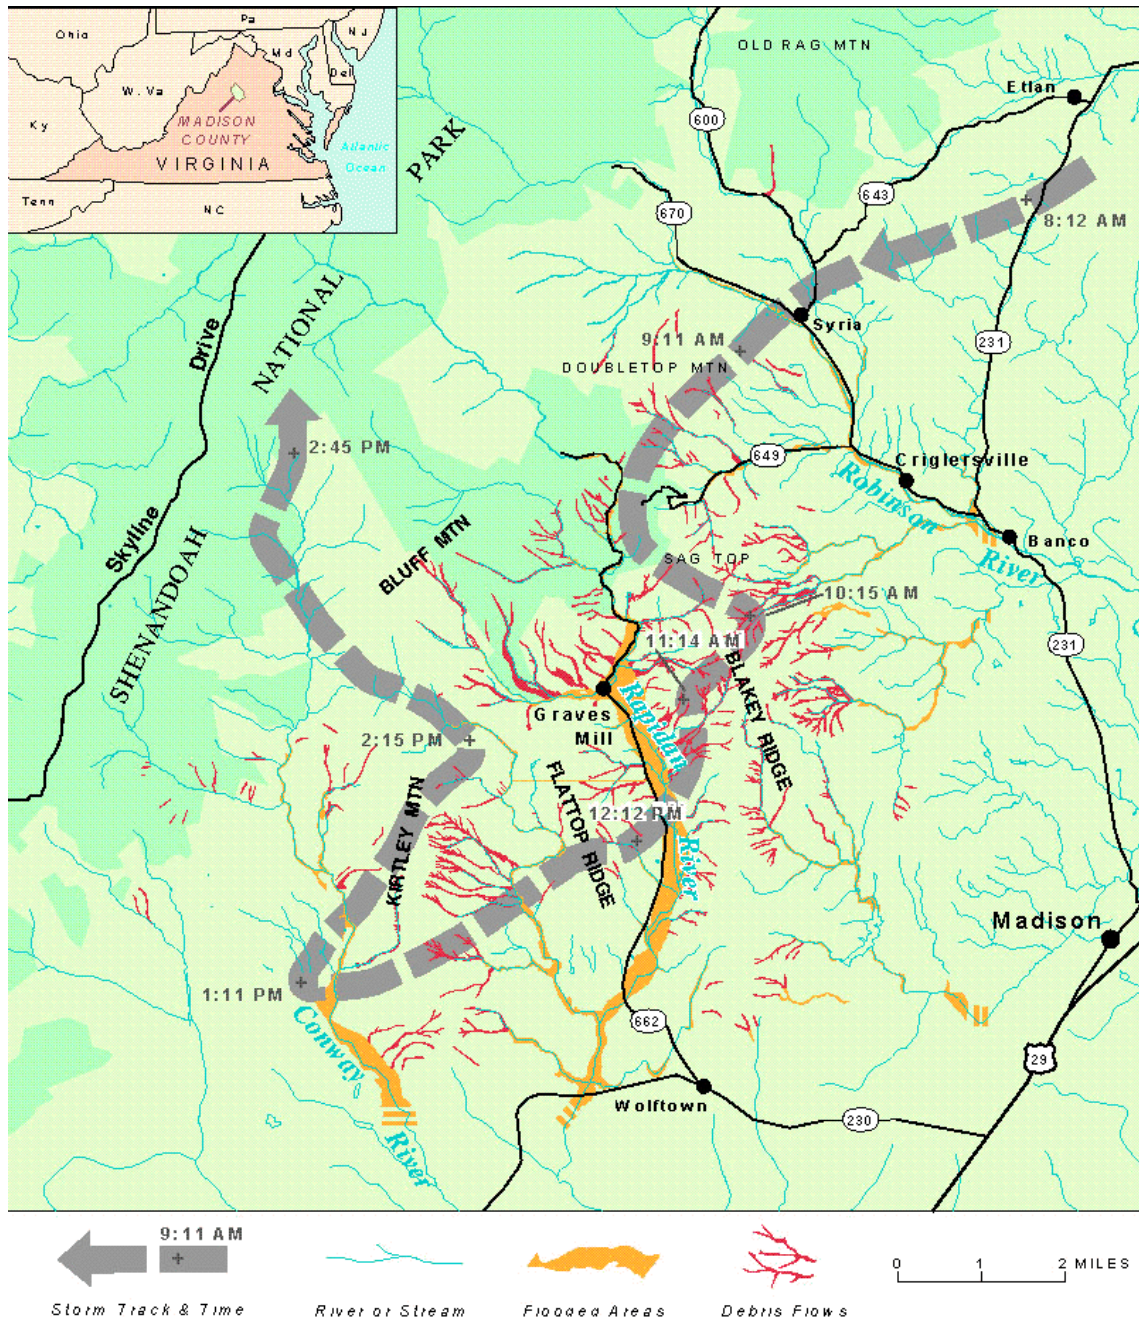 Ohio
Pa
NJ
Md
Del
W. Va
Ky
MADISON
COUNTY
VIRGINIA
Atlantic
Ocean
Tenn
NC
OLD RAG MTN
Etlan
600
PARK
643
670
8:12 AM
NATIONAL
Syria
9:11 AM
231
DOUBLETOP MTN
Skyline Drive
2:45 PM
649
Criglersville
Robinson
River
SHENANDOAH
BLUFF MTN
Banco
SAG TOP
10:15 AM
11:14 AM
231
BLAKEY RIDGE
Graves
Mill
Rapidan
River
2:15 PM
FLATTOP RIDGE
KIRTLEY MTN
12:12 PM
Madison
1:11 PM
Conway
River
662
29
Wolftown
230
9:11 AM
0 1 2 MILES
Storm Track & Time
River or Stream
Flooded Areas
Debris Flows